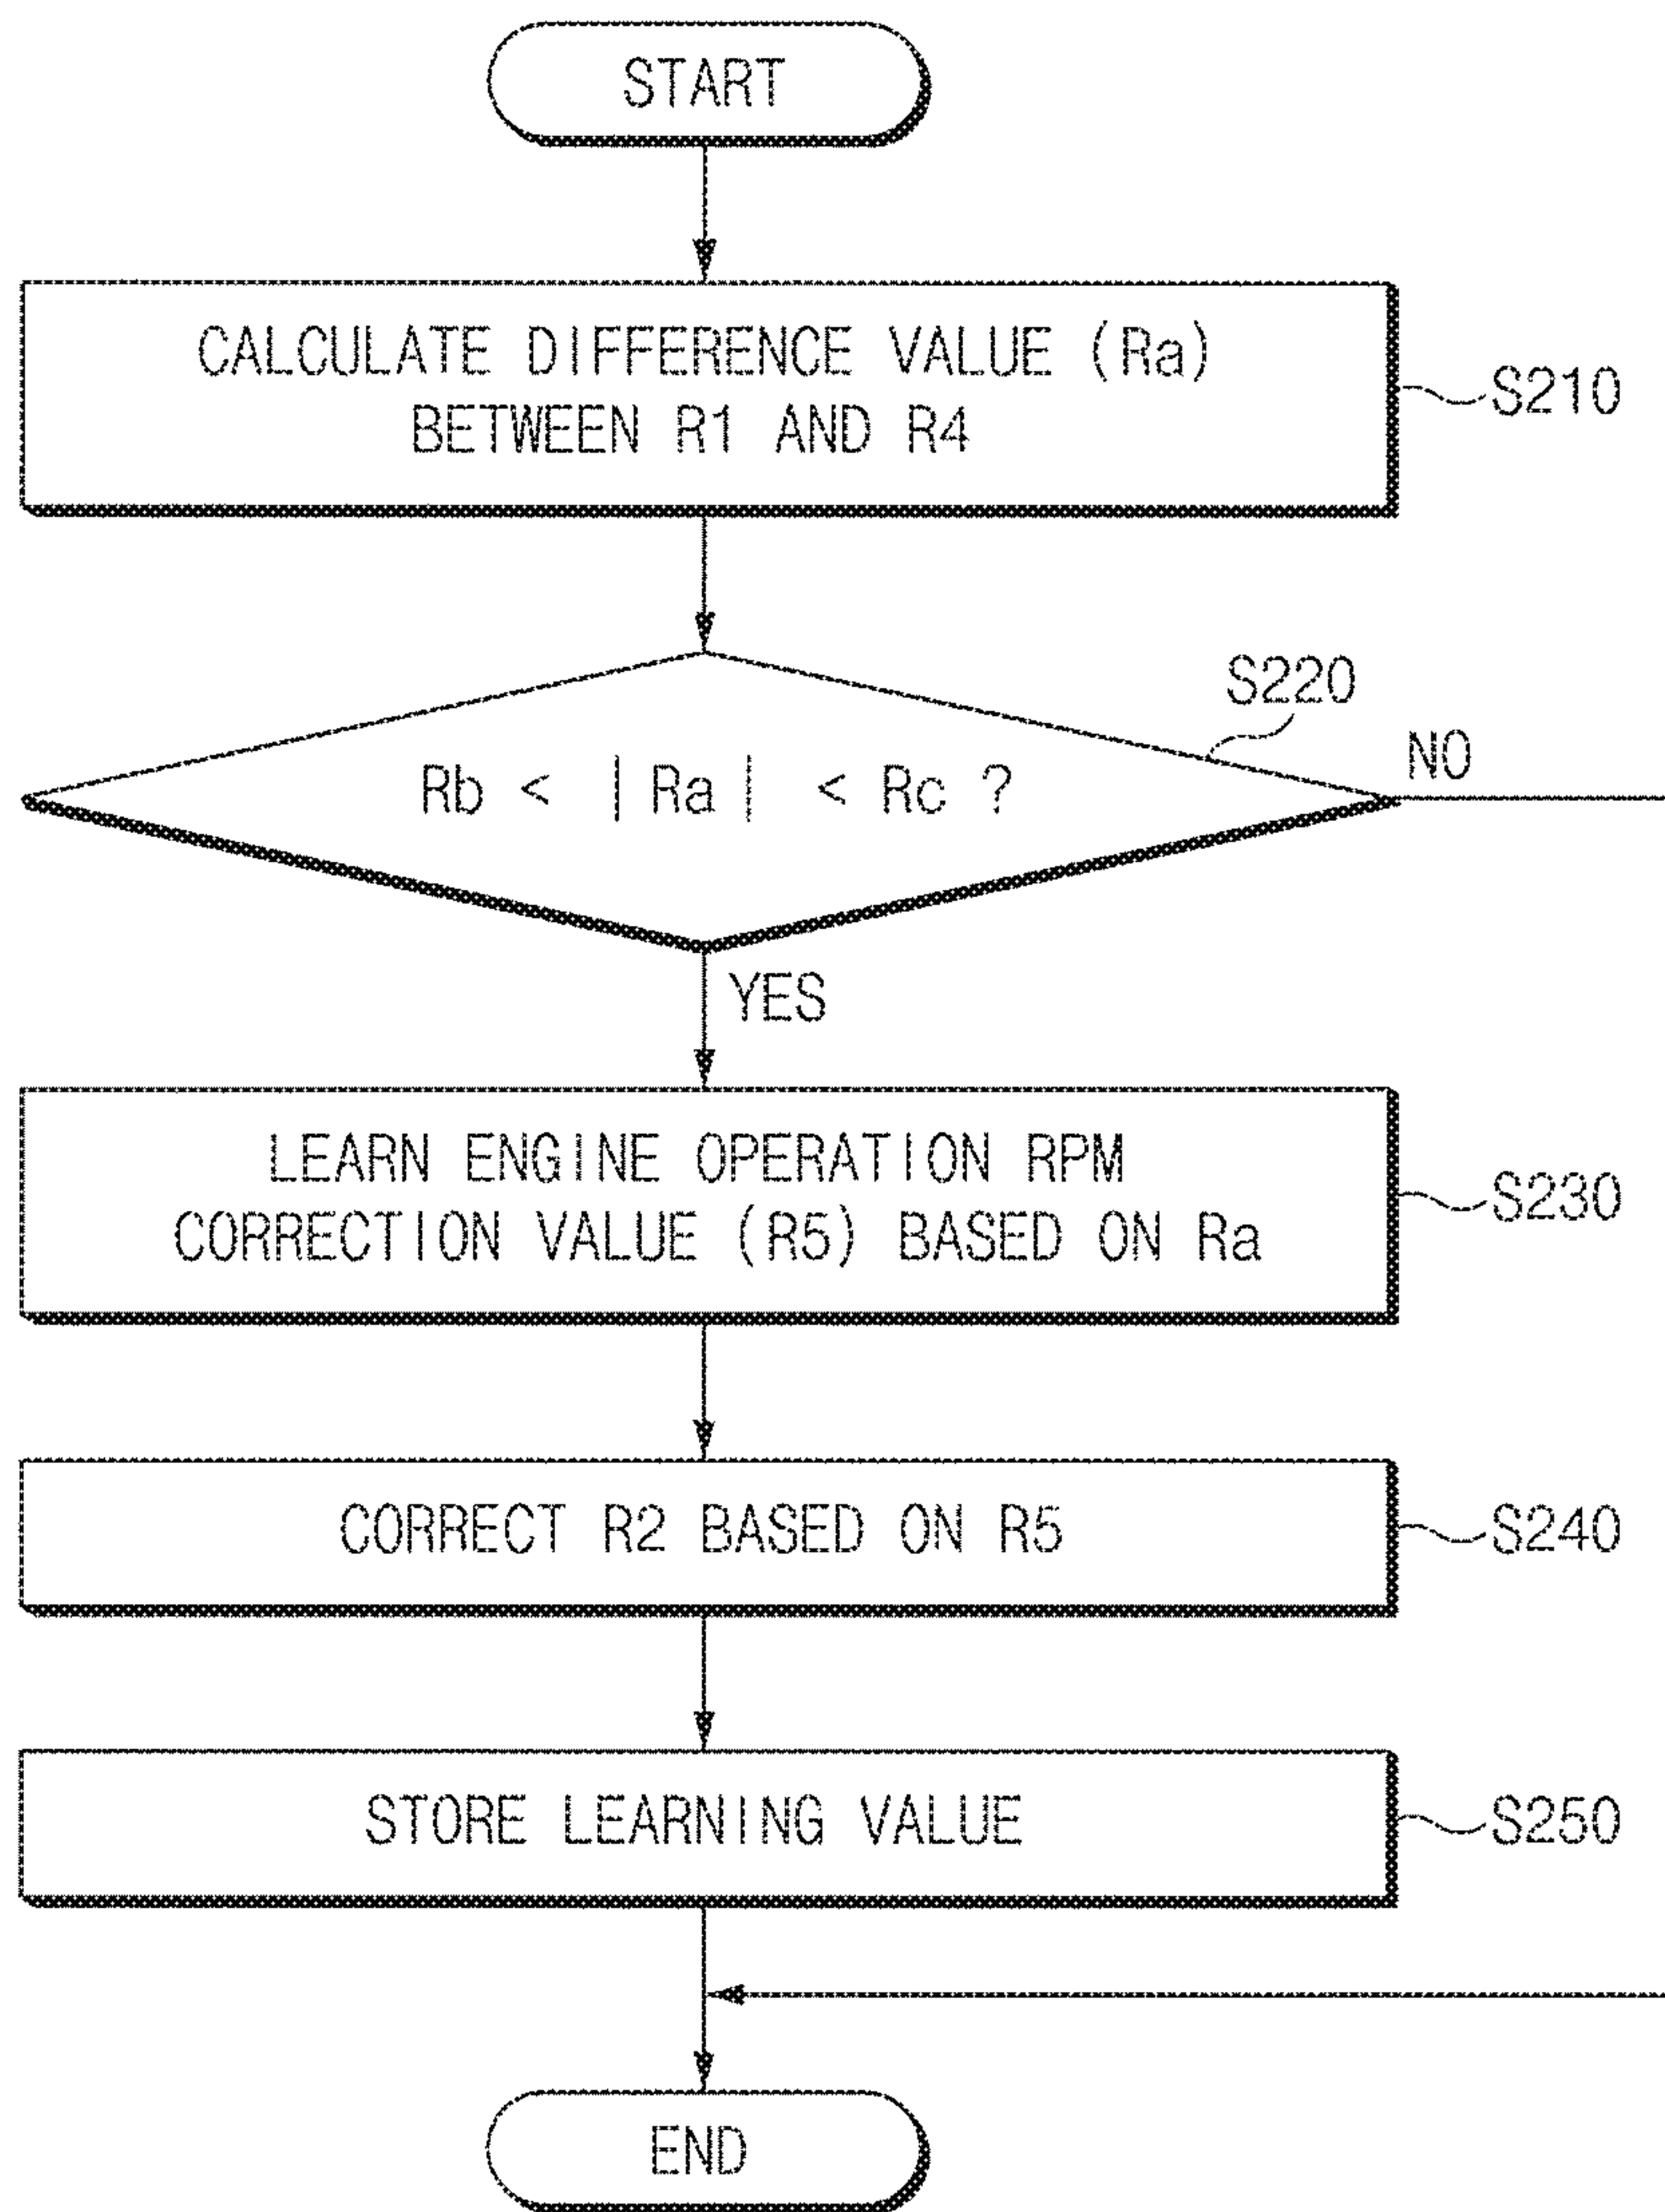 START
CALCULATE DIFFERENCE VALUE (Ra)
BETWEEN R1 AND R4
S210
S220
Rb < | Ra | < Rc ?
NO
YES
LEARN ENGINE OPERATION RPM
CORRECTION VALUE (R5) BASED ON Ra
S230
CORRECT R2 BASED ON R5
S240
STORE LEARNING VALUE
S250
END